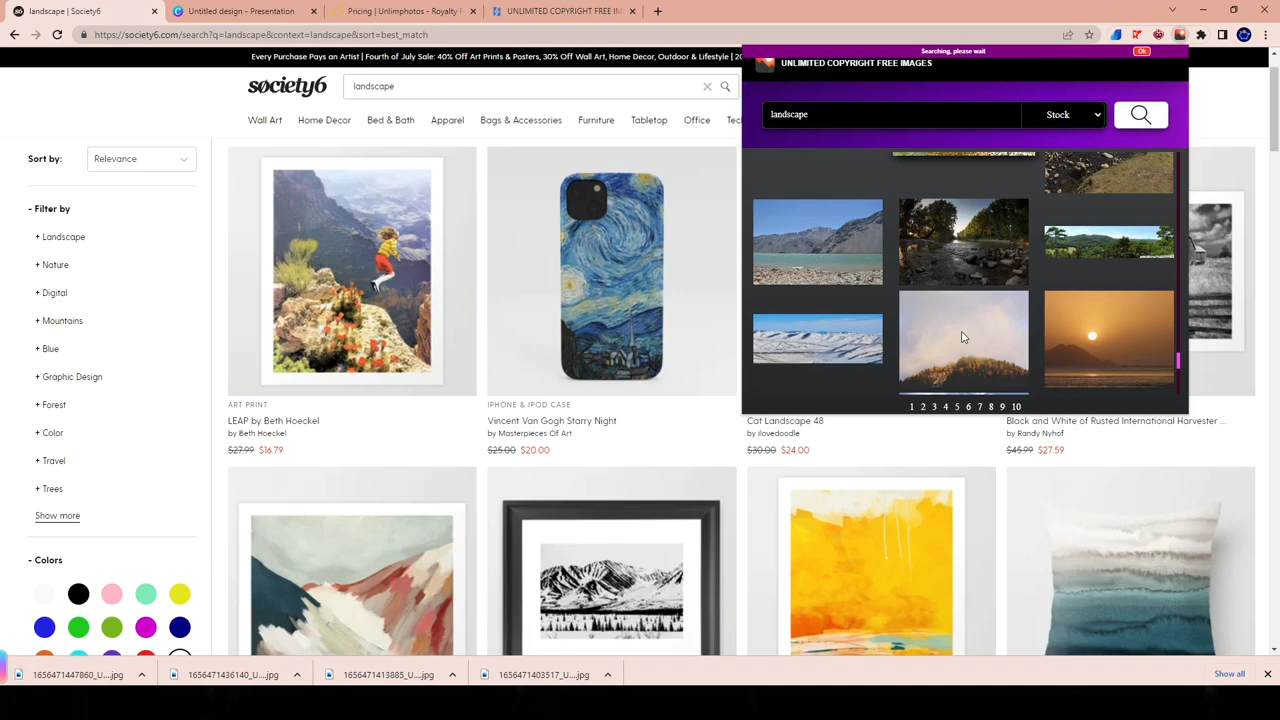 landscape | Society6
Untitled design - Presentation
Pricing | Unlimphotos - Royalty F
UNLIMITED COPYRIGHT FREE IM
society6.com/search?q=landscape&context=landscape&sort=best_match
Every Purchase Pays an Artist | Fourth of July Sale: 40% Off Art Prints & Posters, 30% Off Wall Art, Home Decor, Outdoor & Lifestyle | 20
Searching, please wait
Ok
UNLIMITED COPYRIGHT FREE IMAGES
søciety6
landscape
landscape
Stock
Wall Art
Home Decor
Bed & Bath
Apparel
Bags & Accessories
Furniture
Tabletop
Office
Tec
Sort by:
Relevance
- Filter by
+ Landscape
+ Nature
+ Digital
+ Mountains
+ Blue
+ Graphic Design
+ Forest
+ Color
+ Travel
+ Trees
Show more
- Colors
1 2 3 4 5 6 7 8 9 10
ART PRINT
LEAP by Beth Hoeckel
by Beth Hoeckel
$27.99 $16.79
IPHONE & IPOD CASE
Vincent Van Gogh Starry Night
by Masterpieces Of Art
$25.00 $20.00
Cat Landscape 48
by ilovedoodle
$30.00 $24.00
Black and White of Rusted International Harvester ...
by Randy Nyhof
$45.99 $27.59
1656471447860_U....jpg
1656471436140_U....jpg
1656471413885_U....jpg
1656471403517_U....jpg
Show all